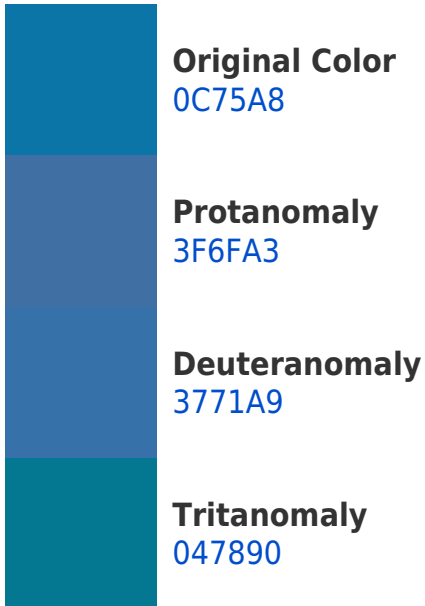 Original Color
0C75A8
Protanomaly
3F6FA3
Deuteranomaly
3771A9
Tritanomaly
047890